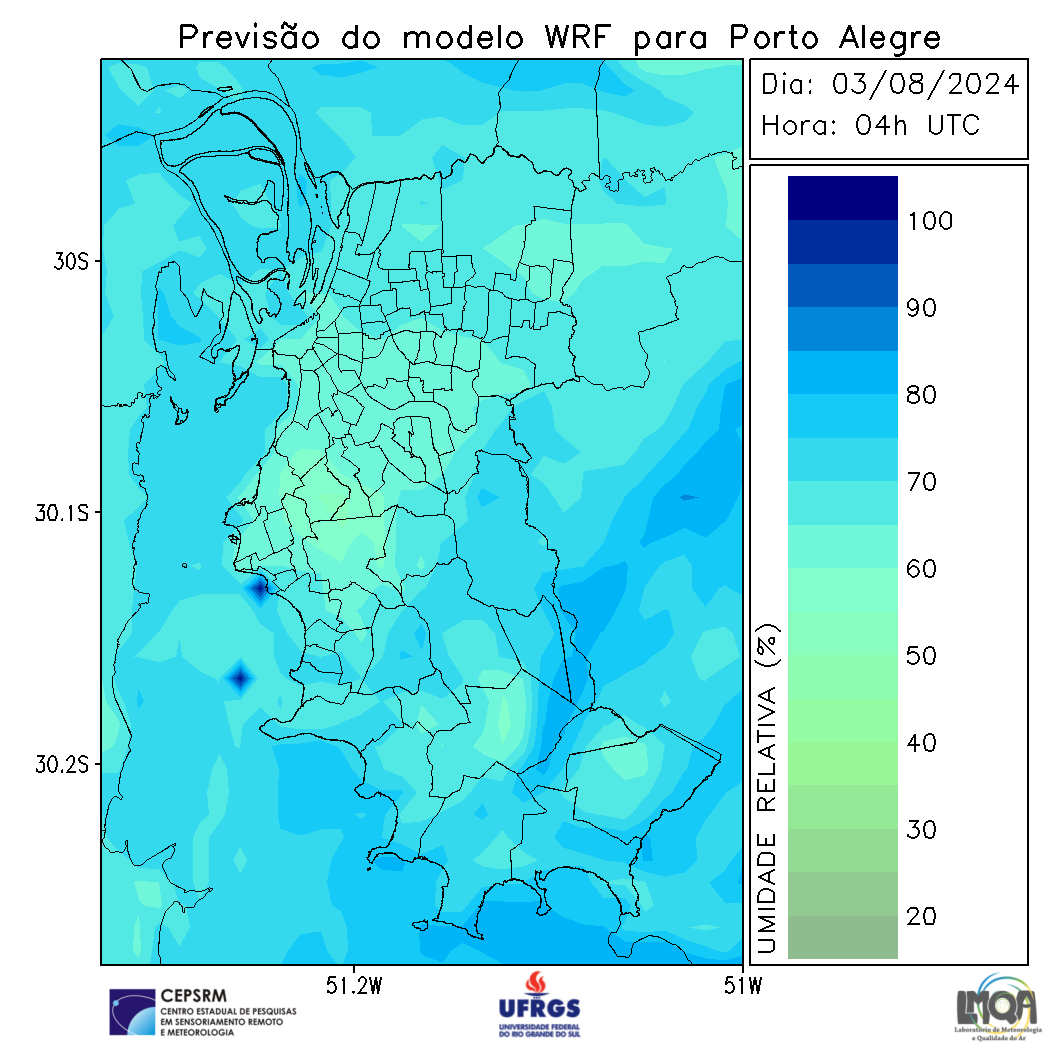 Previsão do modelo WRF para Porto Alegre
Dia: 03/08/2024
Hora: 04h UTC
100
90
80
70
60
50
40
30
20
UMIDADE RELATIVA (%)
30S
30.1S
30.2S
51.2W
51W
CEPSRM
CENTRO ESTADUAL DE PESQUISAS
EM SENSORIAMENTO REMOTO
E METEOROLOGIA
UFRGS
UNIVERSIDADE FEDERAL
DO RIO GRANDE DO SUL
LMQA
Laboratório de Meteorologia
e Qualidade do Ar